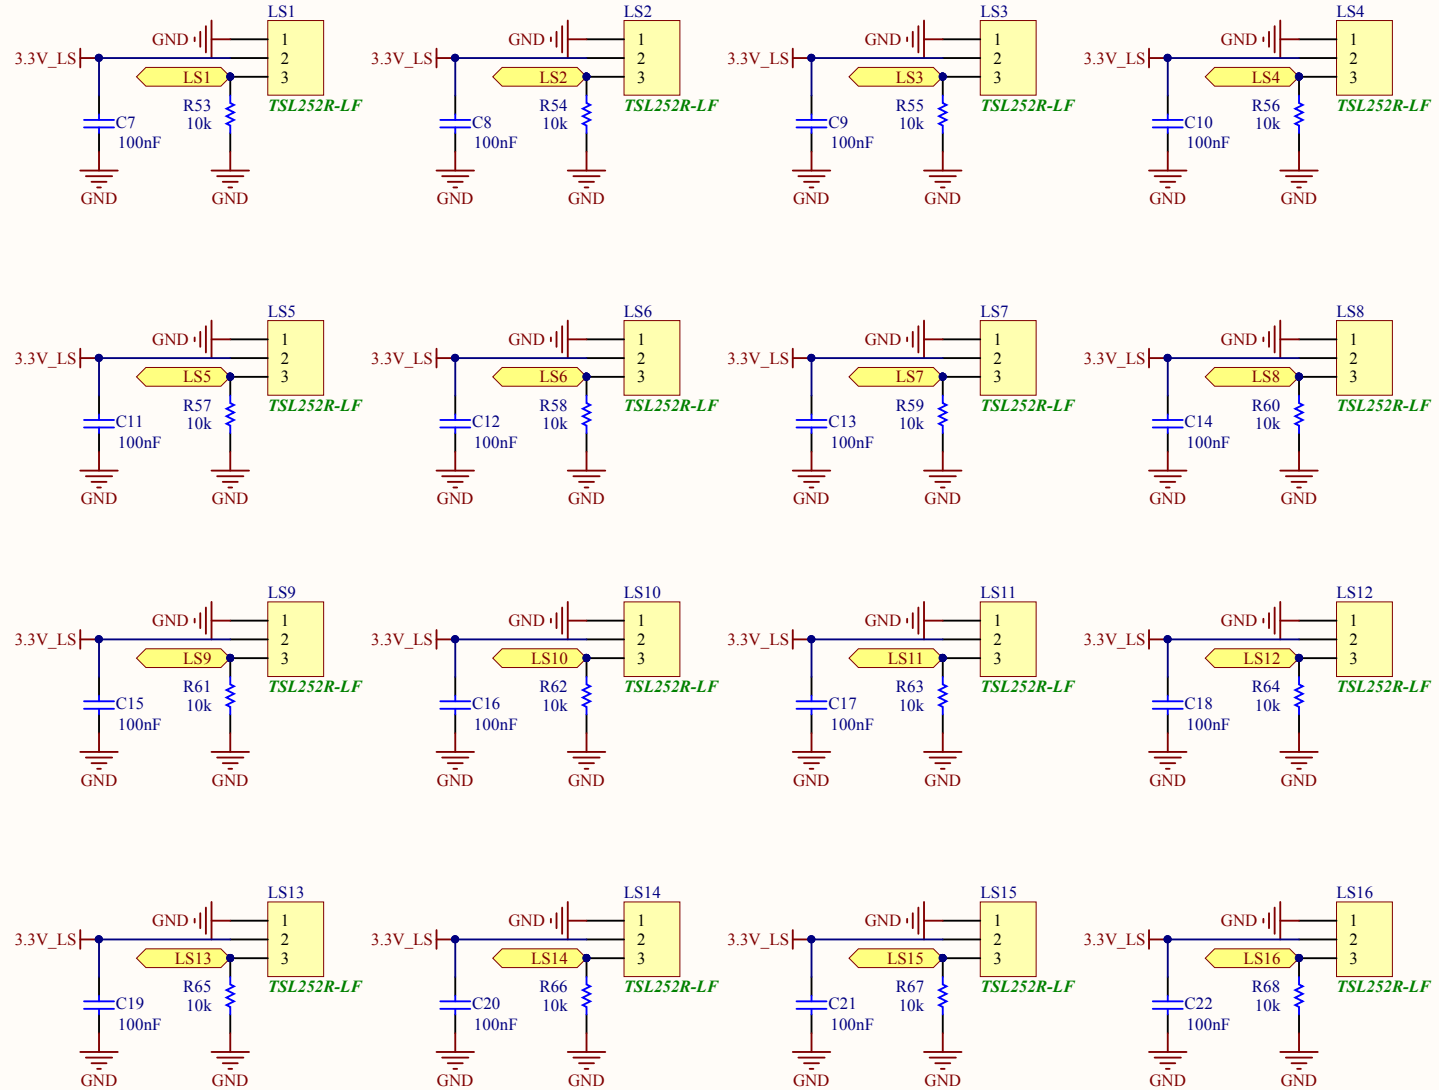 LS1 LS2 LS3 LS4
GND 1 GND 1 GND 1 GND 1
3.3V_LS 2 3.3V_LS 2 3.3V_LS 2 3.3V_LS 2
LS1 3 LS2 3 LS3 3 LS4 3
R53 TSL252R-LF R54 TSL252R-LF R55 TSL252R-LF R56 TSL252R-LF
C7 10k C8 10k C9 10k C10 10k
100nF 100nF 100nF 100nF
GND GND GND GND GND GND GND GND
LS5 LS6 LS7 LS8
GND 1 GND 1 GND 1 GND 1
3.3V_LS 2 3.3V_LS 2 3.3V_LS 2 3.3V_LS 2
LS5 3 LS6 3 LS7 3 LS8 3
R57 TSL252R-LF R58 TSL252R-LF R59 TSL252R-LF R60 TSL252R-LF
C11 10k C12 10k C13 10k C14 10k
100nF 100nF 100nF 100nF
GND GND GND GND GND GND GND GND
LS9 LS10 LS11 LS12
GND 1 GND 1 GND 1 GND 1
3.3V_LS 2 3.3V_LS 2 3.3V_LS 2 3.3V_LS 2
LS9 3 LS10 3 LS11 3 LS12 3
R61 TSL252R-LF R62 TSL252R-LF R63 TSL252R-LF R64 TSL252R-LF
C15 10k C16 10k C17 10k C18 10k
100nF 100nF 100nF 100nF
GND GND GND GND GND GND GND GND
LS13 LS14 LS15 LS16
GND 1 GND 1 GND 1 GND 1
3.3V_LS 2 3.3V_LS 2 3.3V_LS 2 3.3V_LS 2
LS13 3 LS14 3 LS15 3 LS16 3
R65 TSL252R-LF R66 TSL252R-LF R67 TSL252R-LF R68 TSL252R-LF
C19 10k C20 10k C21 10k C22 10k
100nF 100nF 100nF 100nF
GND GND GND GND GND GND GND GND